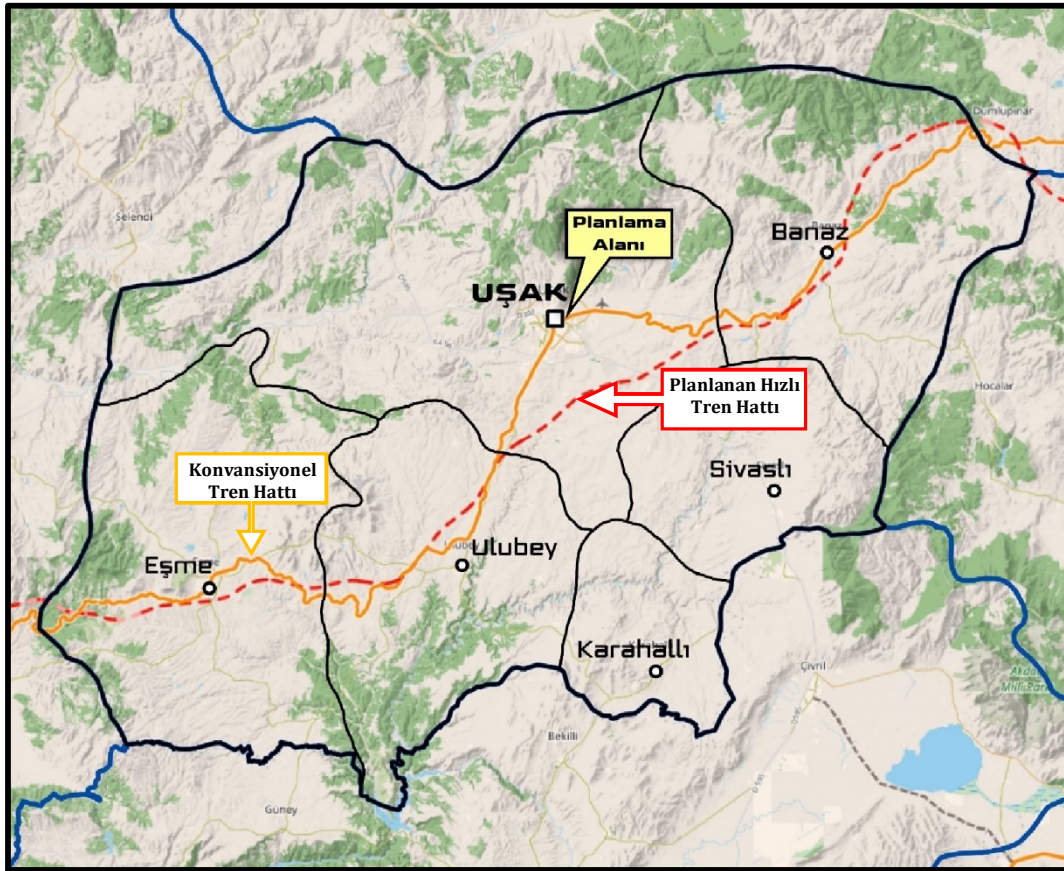 Dumlupınar
Selendi
Planlama
Alanı
Banaz
UŞAK
Planlanan Hızlı
Tren Hattı
Hocalar
Konvansiyonel
Tren Hattı
Sivaslı
Eşme
Ulubey
Karahallı
Çivril
Bekilli
Güney
D 595